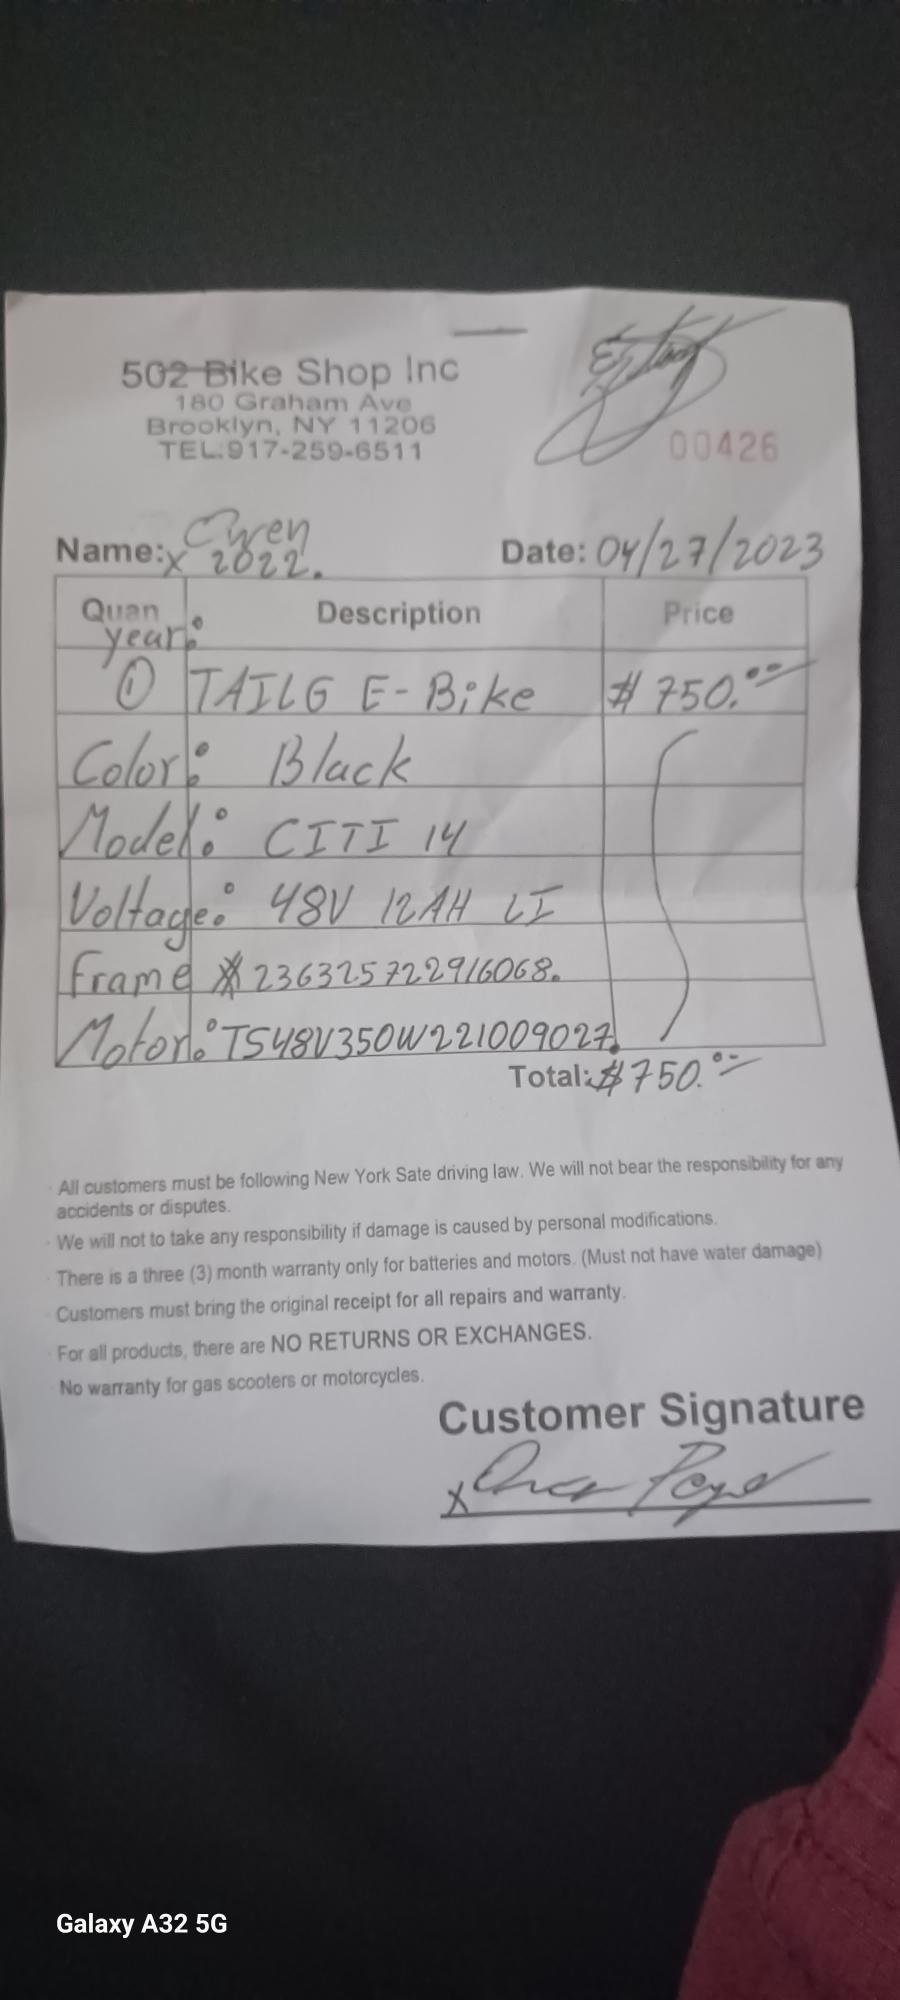 502 Bike Shop Inc
180 Graham Ave
Brooklyn, NY 11206
TEL:917-259-6511
00426
Name: Owen Date: 04/27/2023
x 2022.
Quan Description Price
year:
① TAILG E-Bike $750.00
Color: Black
Model: CITI 14
Voltage: 48V 12AH LI
Frame # 236325722916068.
Motor: TS48V350W221009027.
Total: $750.00
· All customers must be following New York Sate driving law. We will not bear the responsibility for any
accidents or disputes.
· We will not to take any responsibility if damage is caused by personal modifications.
· There is a three (3) month warranty only for batteries and motors. (Must not have water damage)
· Customers must bring the original receipt for all repairs and warranty.
· For all products, there are NO RETURNS OR EXCHANGES.
· No warranty for gas scooters or motorcycles.
Customer Signature
x
Galaxy A32 5G